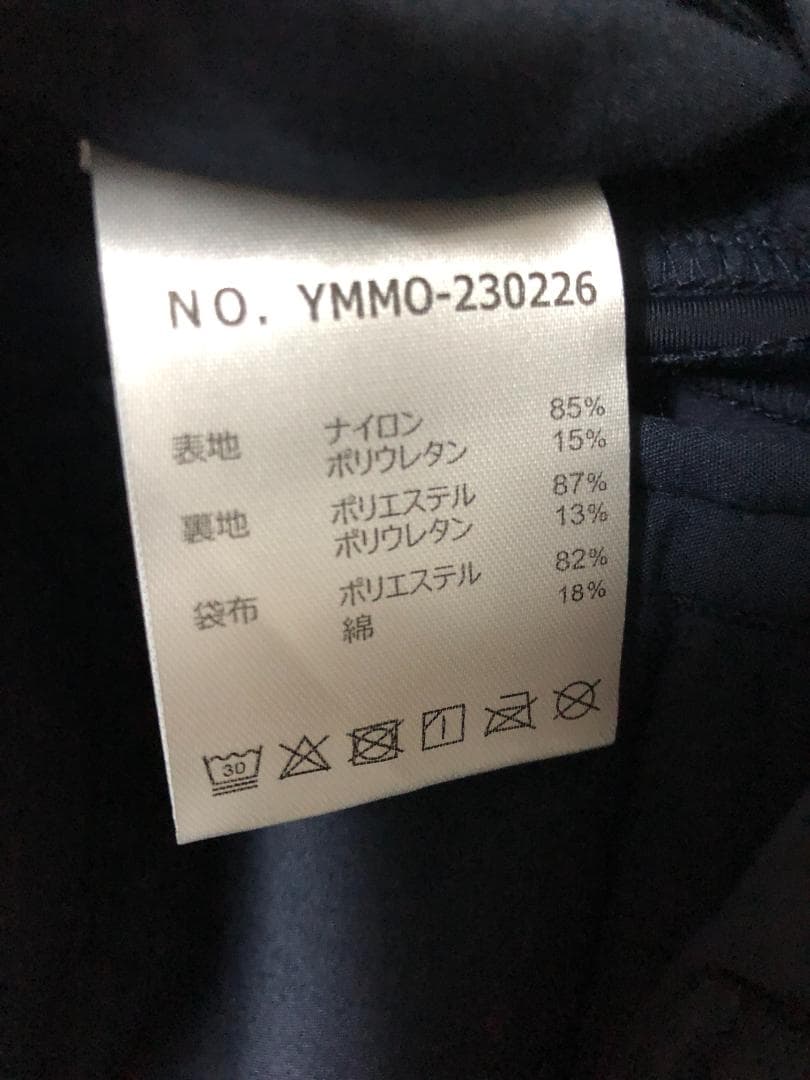 NO. YMMO-230226
表地 ナイロン 85%
ポリウレタン 15%
裏地 ポリエステル 87%
ポリウレタン 13%
袋布 ポリエステル 82%
綿 18%
30